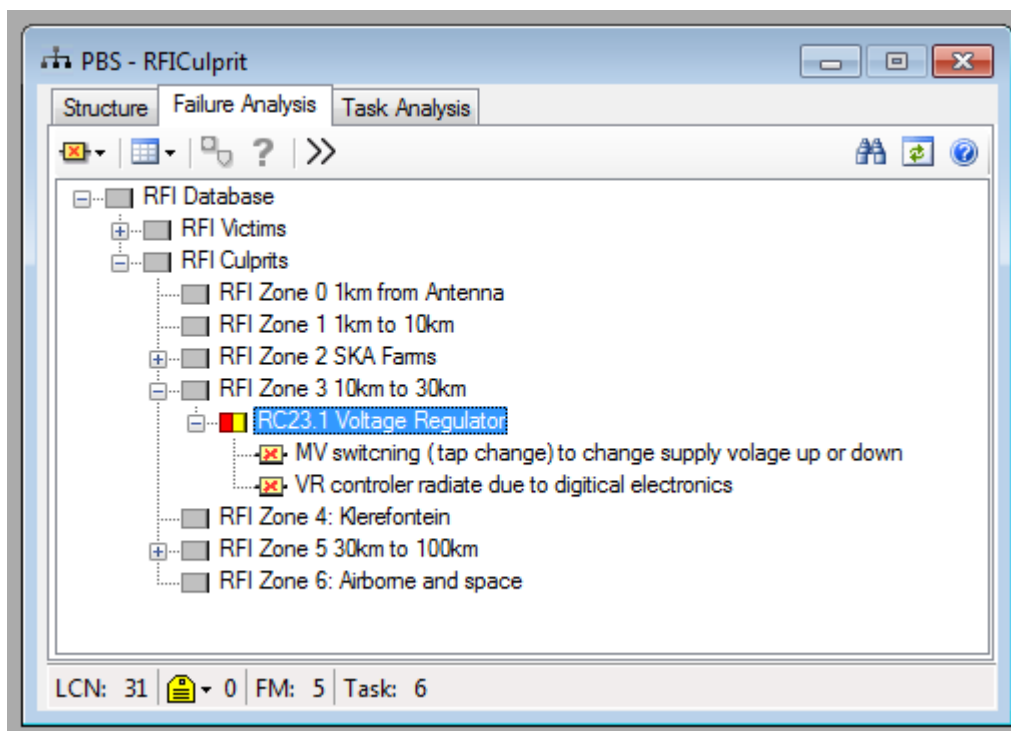 PBS - RFICulprit
Structure Failure Analysis Task Analysis
RFI Database
RFI Victims
RFI Culprits
RFI Zone 0 1km from Antenna
RFI Zone 1 1km to 10km
RFI Zone 2 SKA Farms
RFI Zone 3 10km to 30km
RC23.1 Voltage Regulator
MV switcning (tap change) to change supply volage up or down
VR controler radiate due to digitical electronics
RFI Zone 4: Klerefontein
RFI Zone 5 30km to 100km
RFI Zone 6: Airborne and space
LCN: 31 0 FM: 5 Task: 6